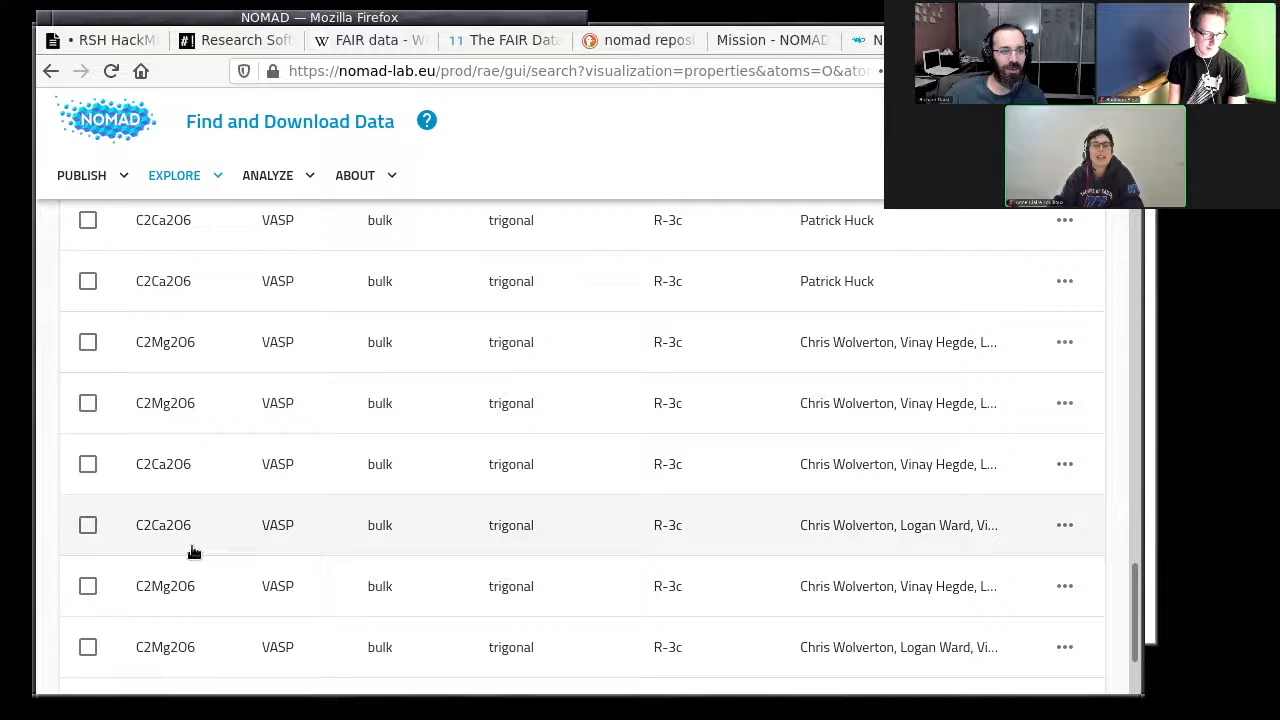 NOMAD — Mozilla Firefox
• RSH HackM
#! Research Soft
W FAIR data - W
11 The FAIR Data
nomad reposi
Mission - NOMAD
N
https://nomad-lab.eu/prod/rae/gui/search?visualization=properties&atoms=O&ato
NOMAD
Find and Download Data
?
PUBLISH
EXPLORE
ANALYZE
ABOUT
C2Ca2O6 VASP bulk trigonal R-3c Patrick Huck •••
C2Ca2O6 VASP bulk trigonal R-3c Patrick Huck •••
C2Mg2O6 VASP bulk trigonal R-3c Chris Wolverton, Vinay Hegde, L... •••
C2Mg2O6 VASP bulk trigonal R-3c Chris Wolverton, Vinay Hegde, L... •••
C2Ca2O6 VASP bulk trigonal R-3c Chris Wolverton, Vinay Hegde, L... •••
C2Ca2O6 VASP bulk trigonal R-3c Chris Wolverton, Logan Ward, Vi... •••
C2Mg2O6 VASP bulk trigonal R-3c Chris Wolverton, Vinay Hegde, L... •••
C2Mg2O6 VASP bulk trigonal R-3c Chris Wolverton, Logan Ward, Vi... •••